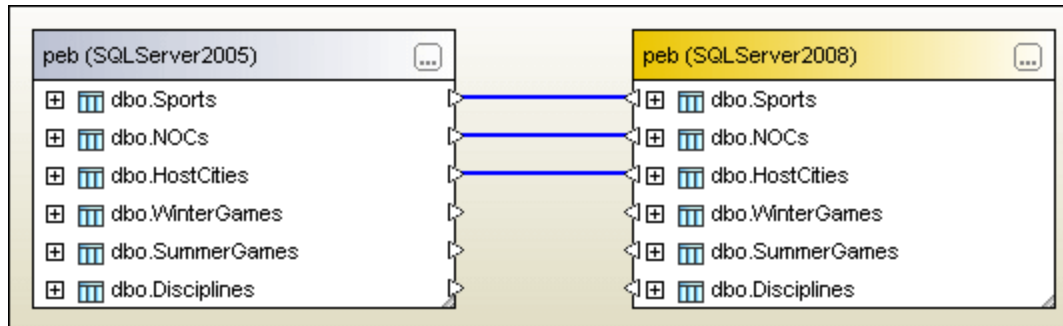 peb (SQLServer2005)
...
dbo.Sports
dbo.NOCs
dbo.HostCities
dbo.WinterGames
dbo.SummerGames
dbo.Disciplines
peb (SQLServer2008)
...
dbo.Sports
dbo.NOCs
dbo.HostCities
dbo.WinterGames
dbo.SummerGames
dbo.Disciplines